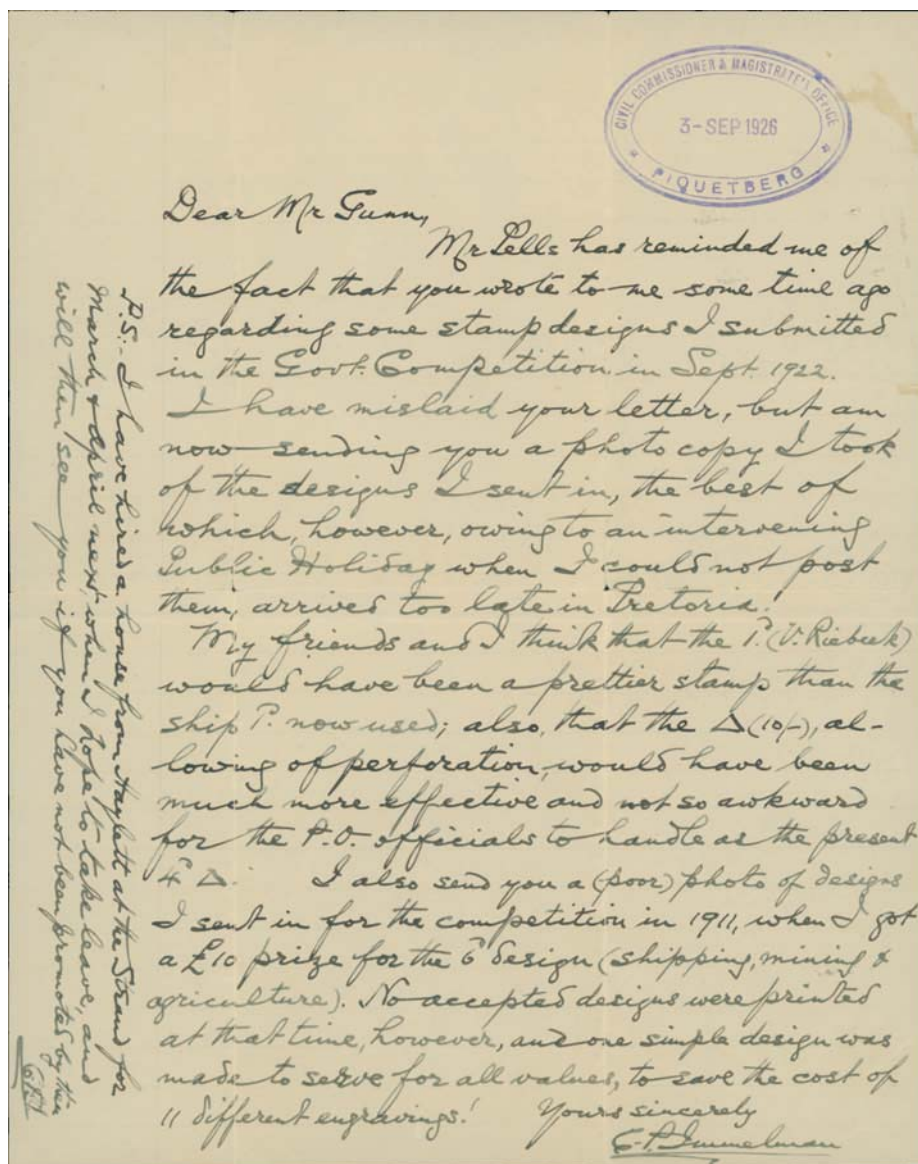 CIVIL COMMISSIONER & MAGISTRATE'S OFFICE
3-SEP 1926
PIQUETBERG
Dear Mr Gunn,
Mr Pells has reminded me of
the fact that you wrote to me some time ago
regarding some stamp designs I submitted
in the Govt. Competition in Sept. 1922.
I have mislaid your letter, but am
now sending you a photo copy I took
of the designs I sent in, the best of
which, however, owing to an intervening
Public Holiday when I could not post
them, arrived too late in Pretoria.
My friends and I think that the 1ᵈ (V. Riebeek)
would have been a prettier stamp than the
ship 1ᵈ now used; also, that the Δ (10/-), al-
lowing of perforation, would have been
much more effective and not so awkward
for the P.O. officials to handle as the present
4ᵈ Δ. I also send you a (poor) photo of designs
I sent in for the competition in 1911, when I got
a £10 prize for the 6ᵈ design (shipping, mining &
agriculture). No accepted designs were printed
at that time, however, and one simple design was
made to serve for all values, to save the cost of
11 different engravings!
Yours sincerely
C. P. Immelman
P.S:- I have hired a house from Haylett at the Strand for
March & April next, when I hope to take leave, and
will then see you if you have not been promoted by then